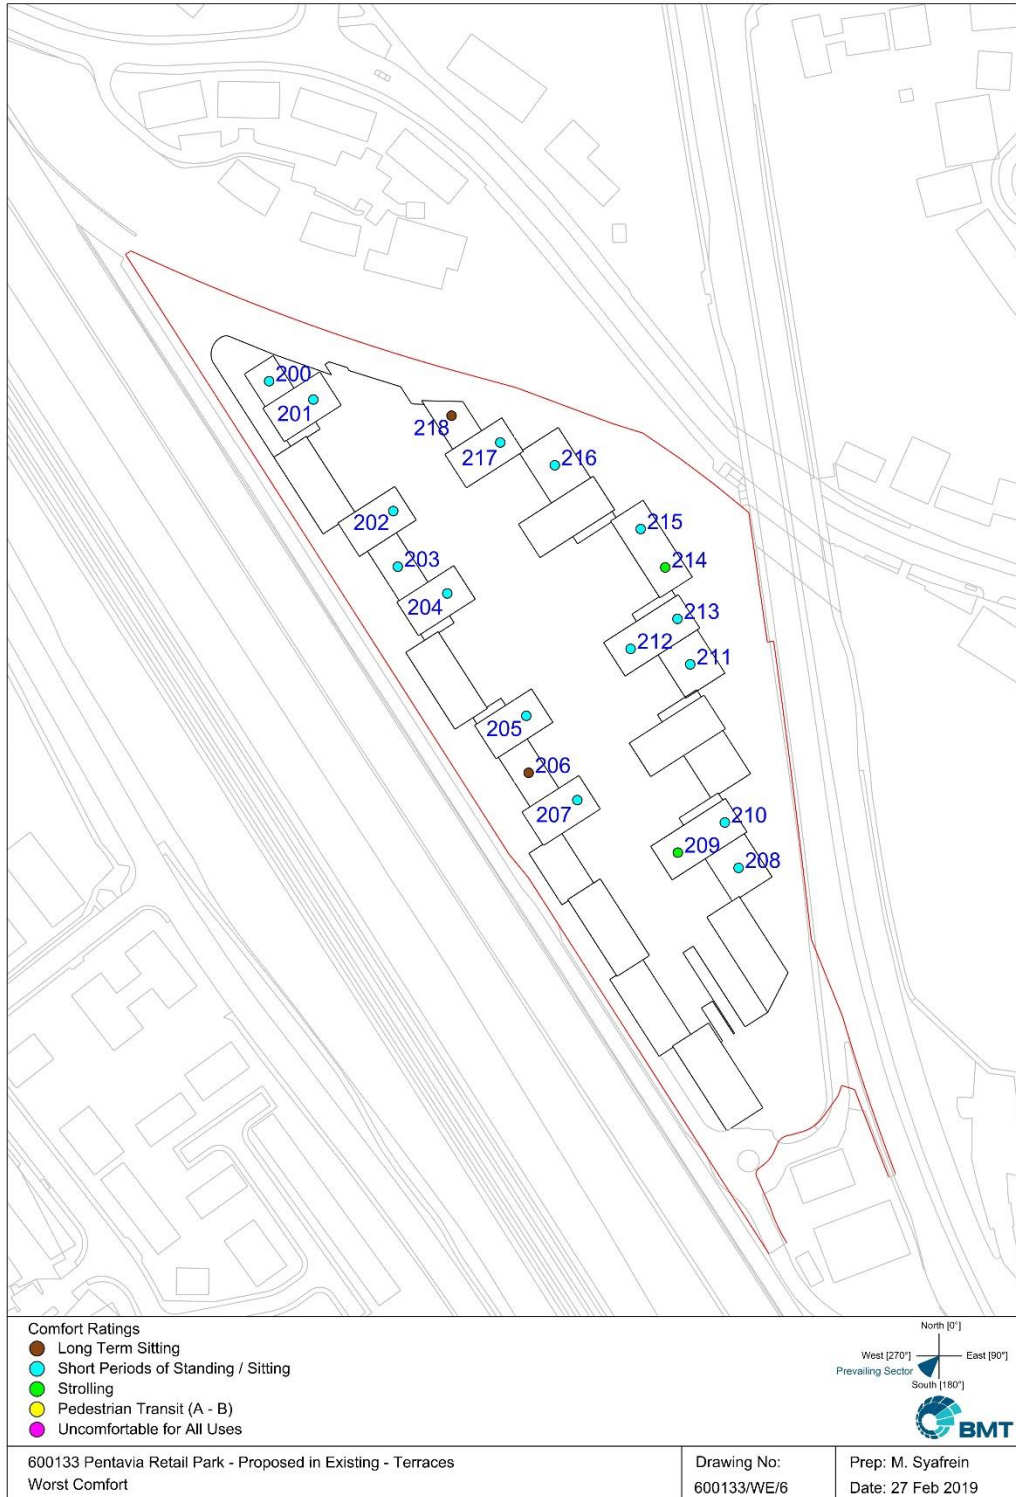 200
201
218
217
216
202
215
203
214
204
213
212
211
205
206
207
210
209
208
Comfort Ratings
Long Term Sitting
Short Periods of Standing / Sitting
Strolling
Pedestrian Transit (A - B)
Uncomfortable for All Uses
North [0°]
West [270°]
East [90°]
Prevailing Sector
South [180°]
BMT
600133 Pentavia Retail Park - Proposed in Existing - Terraces
Worst Comfort
Drawing No:
600133/WE/6
Prep: M. Syafrein
Date: 27 Feb 2019